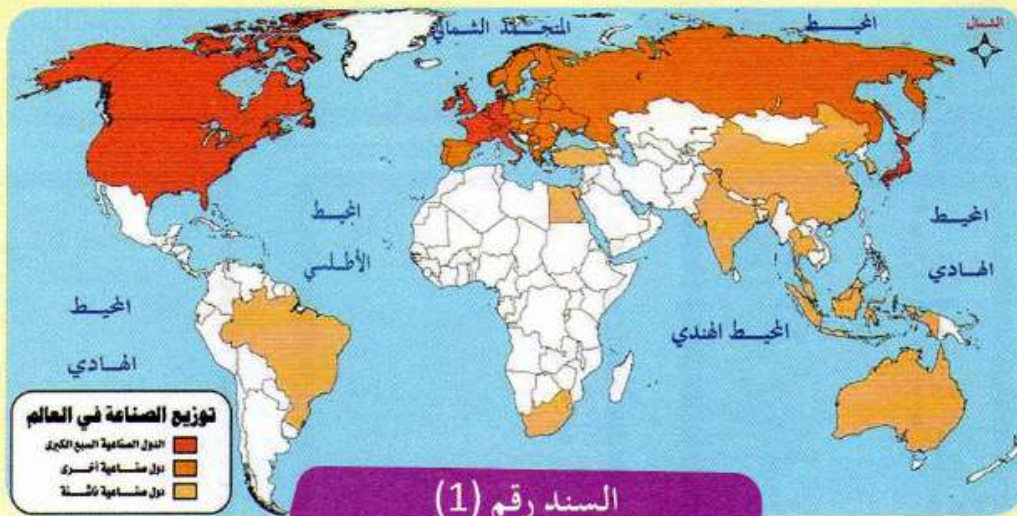 المحيط
المتجمّد الشمالي
الشمال
المحيط
الأطلسي
المحيط
الهادي
المحيط الهندي
المحيط
الهادي
توزيع الصناعة في العالم
الدول الصناعية السبع الكبرى
دول صناعية أخرى
دول صناعية ناشئة
السند رقم (1)